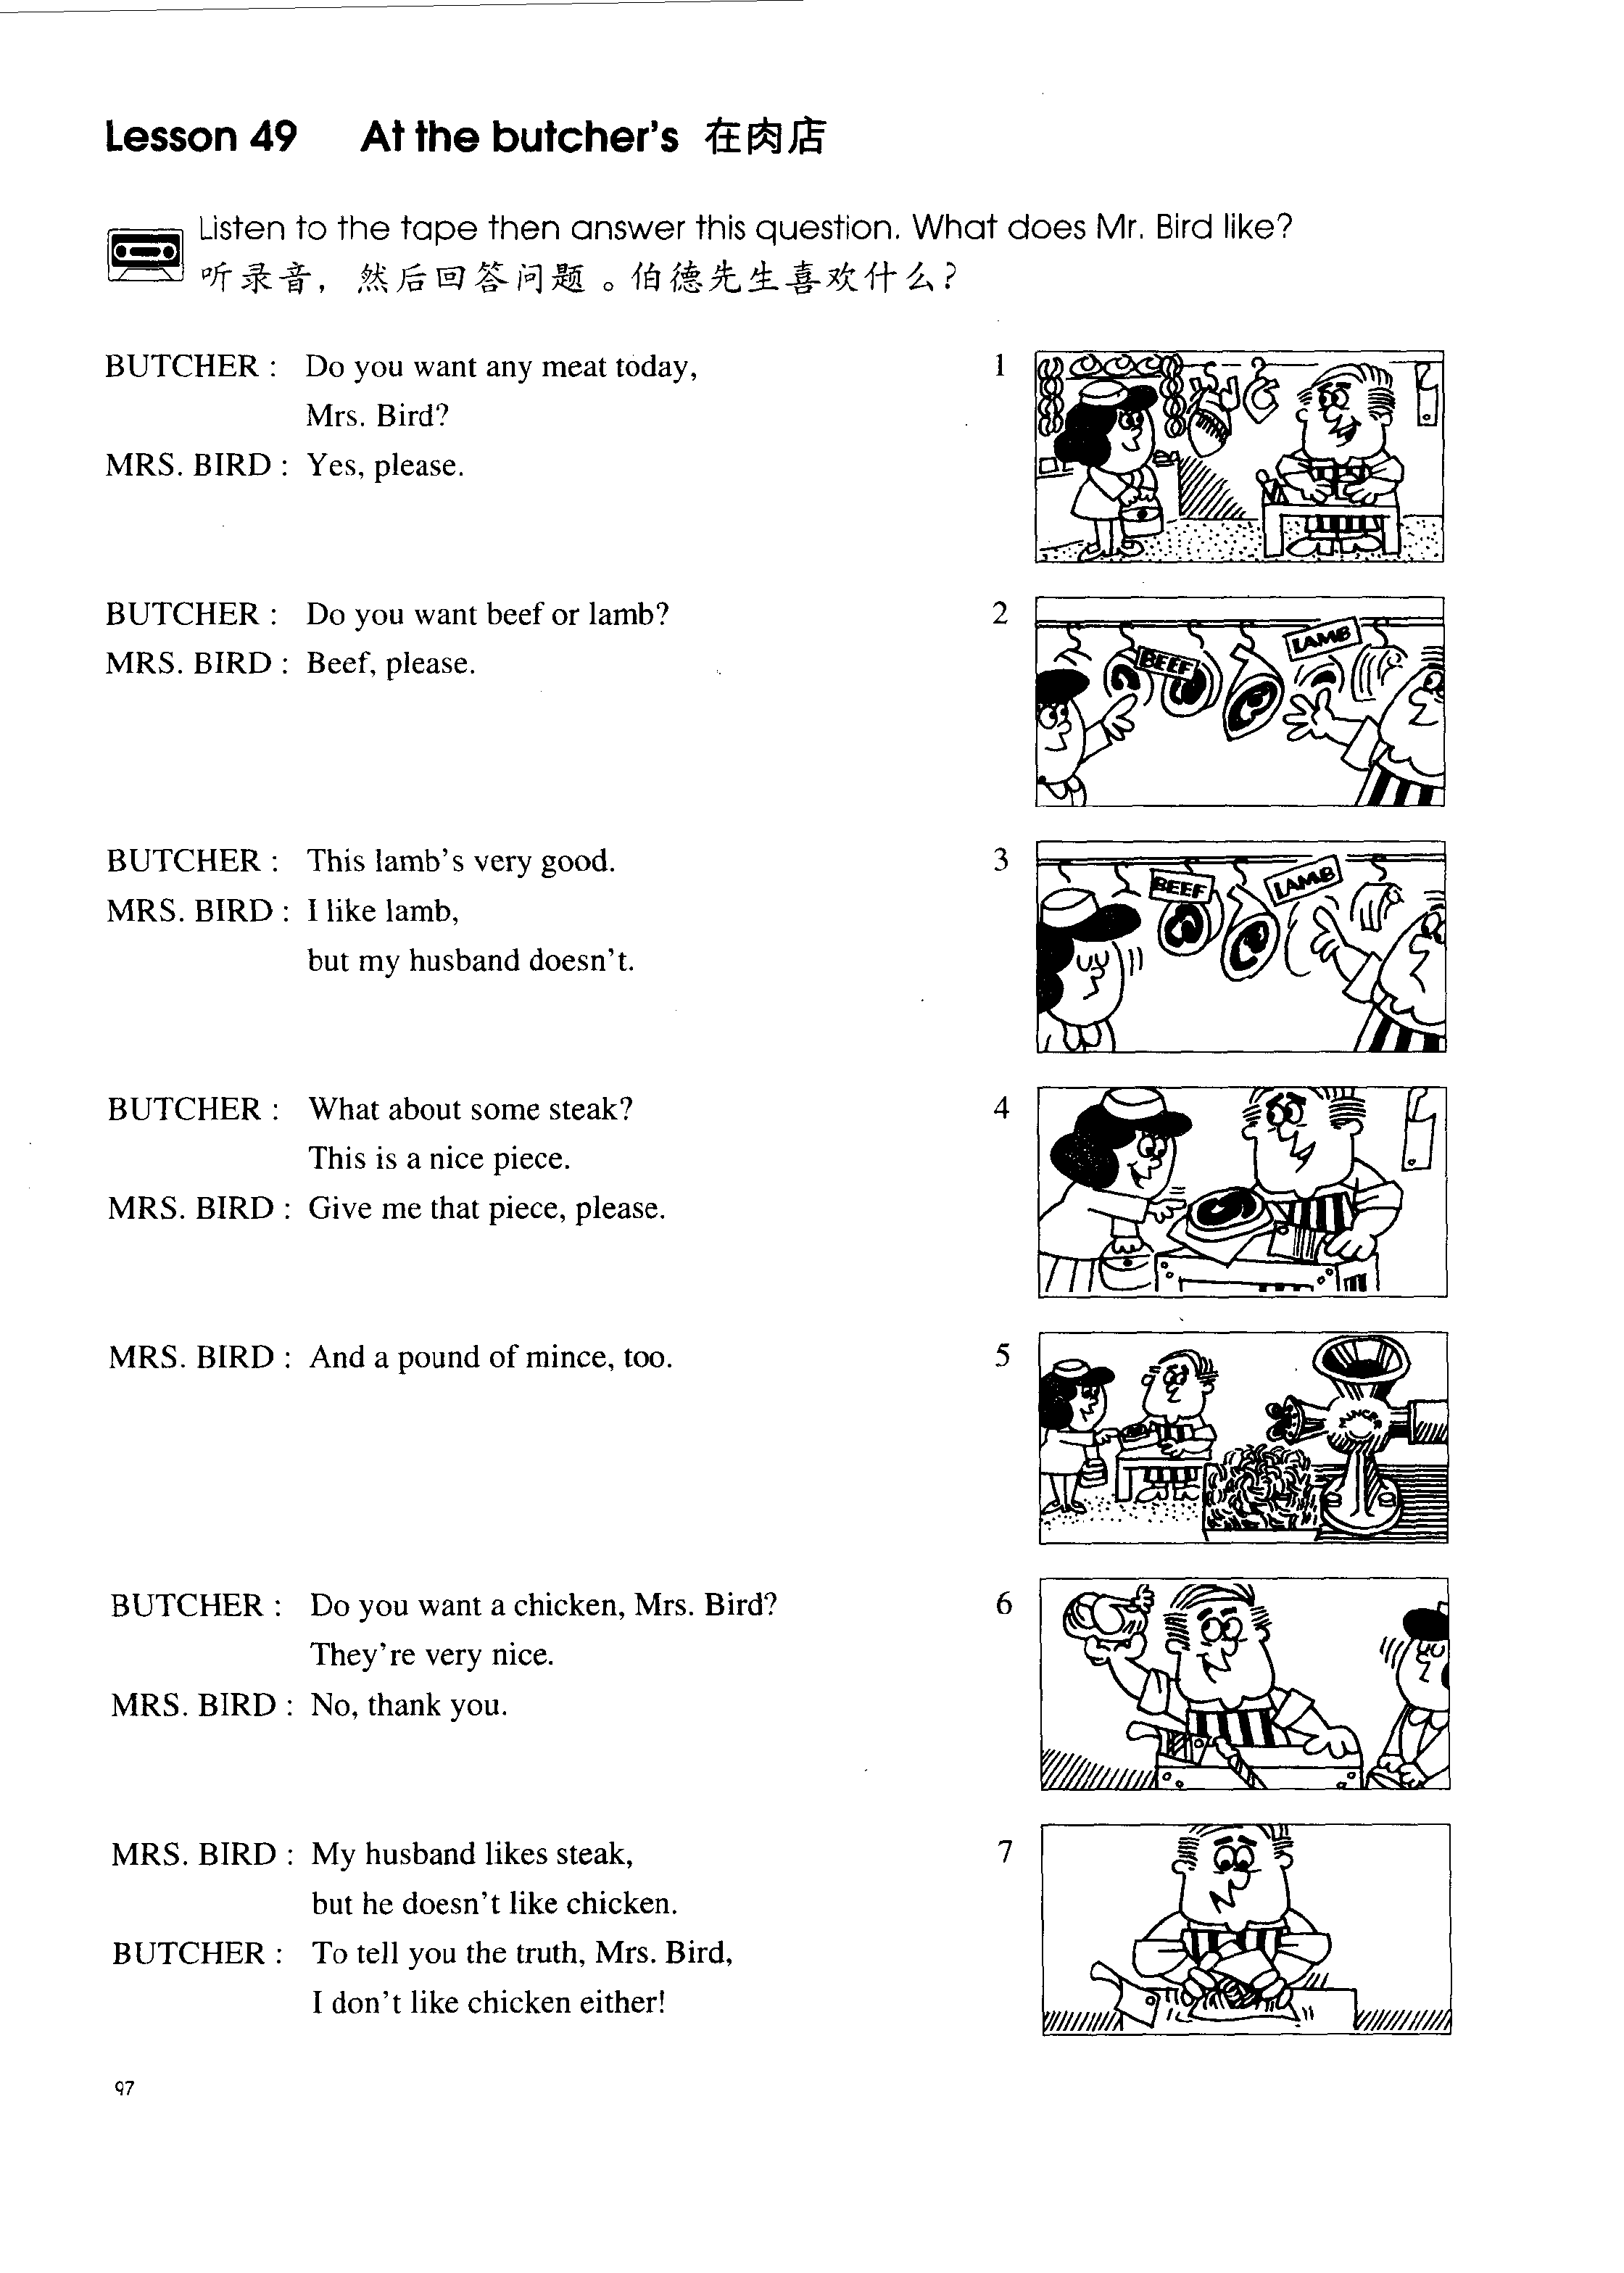 Lesson 49 At the butcher's 在肉店
Listen to the tape then answer this question. What does Mr. Bird like?
听录音，然后回答问题。伯德先生喜欢什么?
BUTCHER : Do you want any meat today,
Mrs. Bird?
MRS. BIRD : Yes, please.
1
BUTCHER : Do you want beef or lamb?
MRS. BIRD : Beef, please.
2
BEEF
LAMB
BUTCHER : This lamb's very good.
MRS. BIRD : I like lamb,
but my husband doesn't.
3
BEEF
LAMB
BUTCHER : What about some steak?
This is a nice piece.
MRS. BIRD : Give me that piece, please.
4
MRS. BIRD : And a pound of mince, too.
5
MINCER
BUTCHER : Do you want a chicken, Mrs. Bird?
They're very nice.
MRS. BIRD : No, thank you.
6
MRS. BIRD : My husband likes steak,
but he doesn't like chicken.
BUTCHER : To tell you the truth, Mrs. Bird,
I don't like chicken either!
7
97